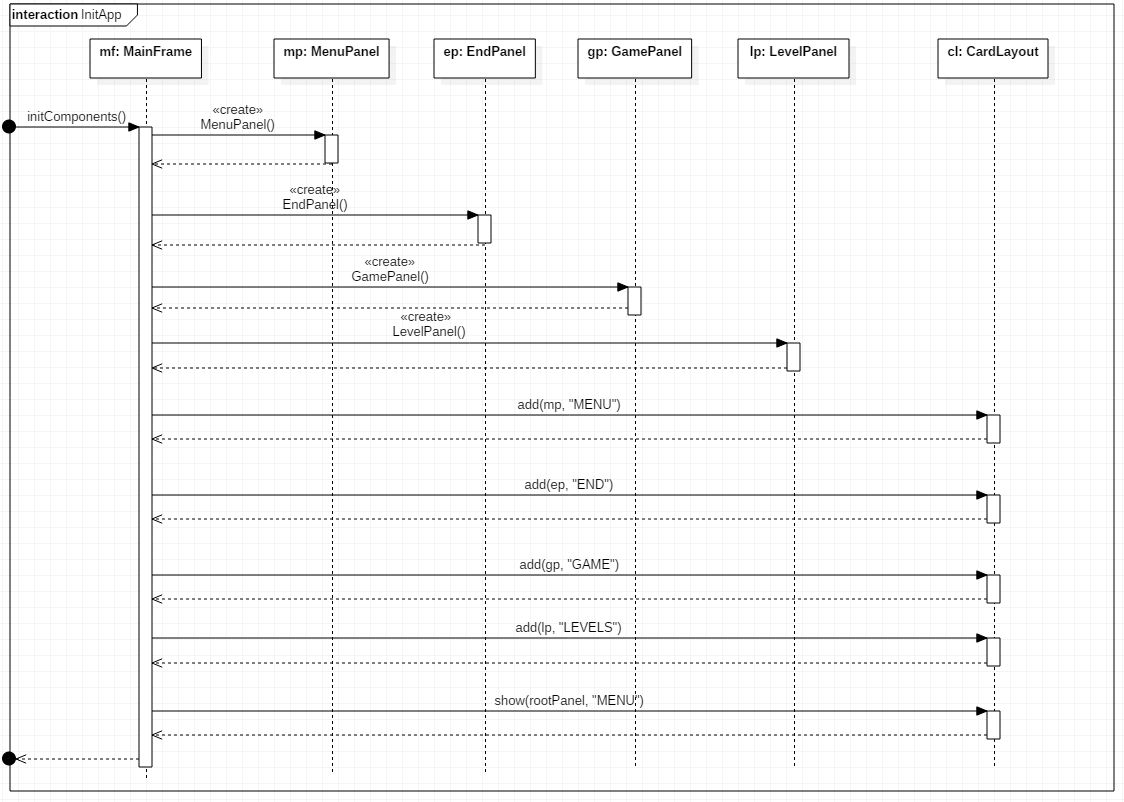 interaction InitApp
mf: MainFrame
mp: MenuPanel
ep: EndPanel
gp: GamePanel
lp: LevelPanel
cl: CardLayout
initComponents()
«create»
MenuPanel()
«create»
EndPanel()
«create»
GamePanel()
«create»
LevelPanel()
add(mp, "MENU")
add(ep, "END")
add(gp, "GAME")
add(lp, "LEVELS")
show(rootPanel, "MENU")